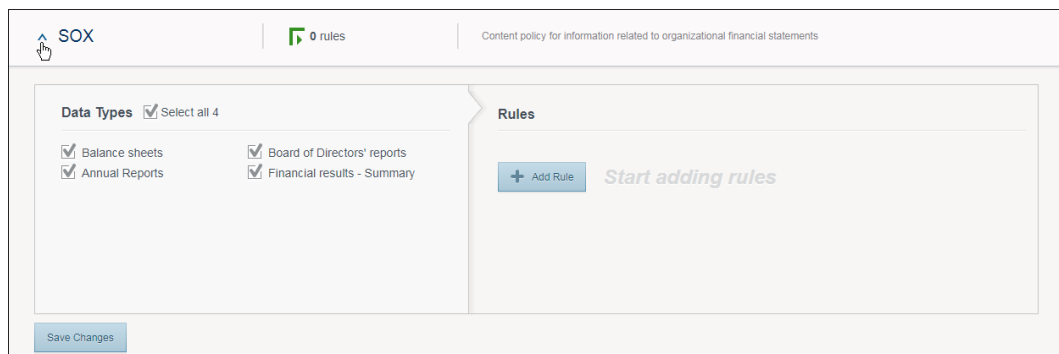 SOX
0 rules
Content policy for information related to organizational financial statements
Data Types Select all 4
Balance sheets
Board of Directors' reports
Annual Reports
Financial results - Summary
Rules
Add Rule
Start adding rules
Save Changes